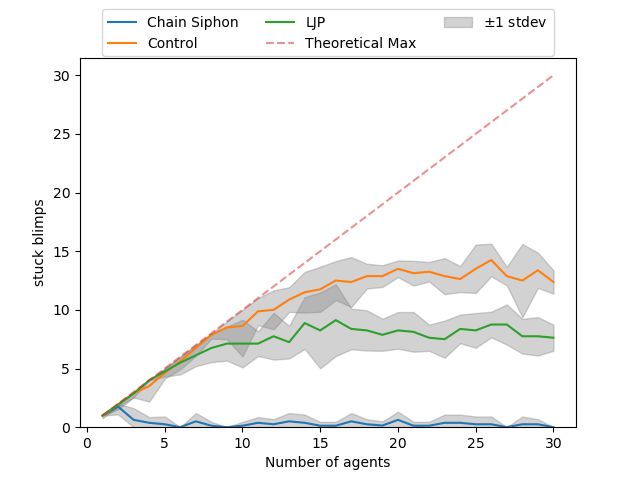 Chain Siphon
Control
LJP
Theoretical Max
±1 stdev
stuck blimps
30
25
20
15
10
5
0
0 5 10 15 20 25 30
Number of agents